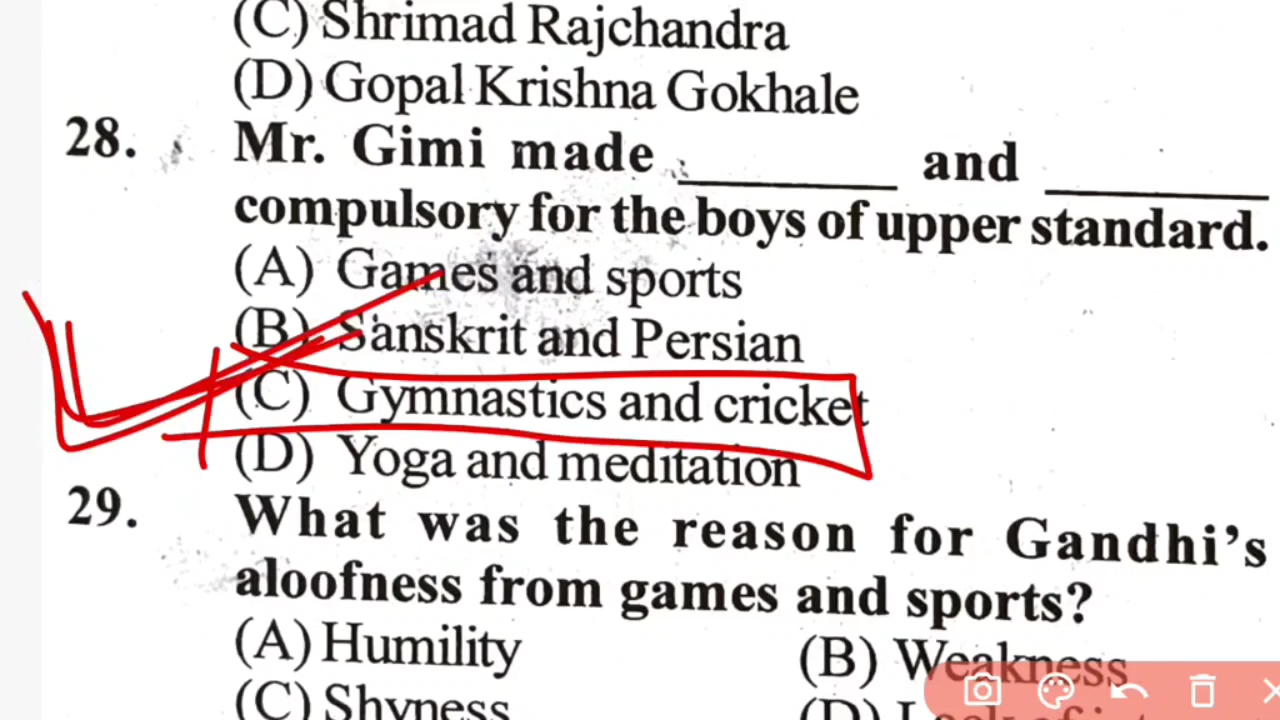 (C) Shrimad Rajchandra
(D) Gopal Krishna Gokhale
28. Mr. Gimi made ________ and ________
compulsory for the boys of upper standard.
(A) Games and sports
(B) Sanskrit and Persian
(C) Gymnastics and cricket
(D) Yoga and meditation
29. What was the reason for Gandhi's
aloofness from games and sports?
(A) Humility (B) Weakness
(C) Shyness (D)